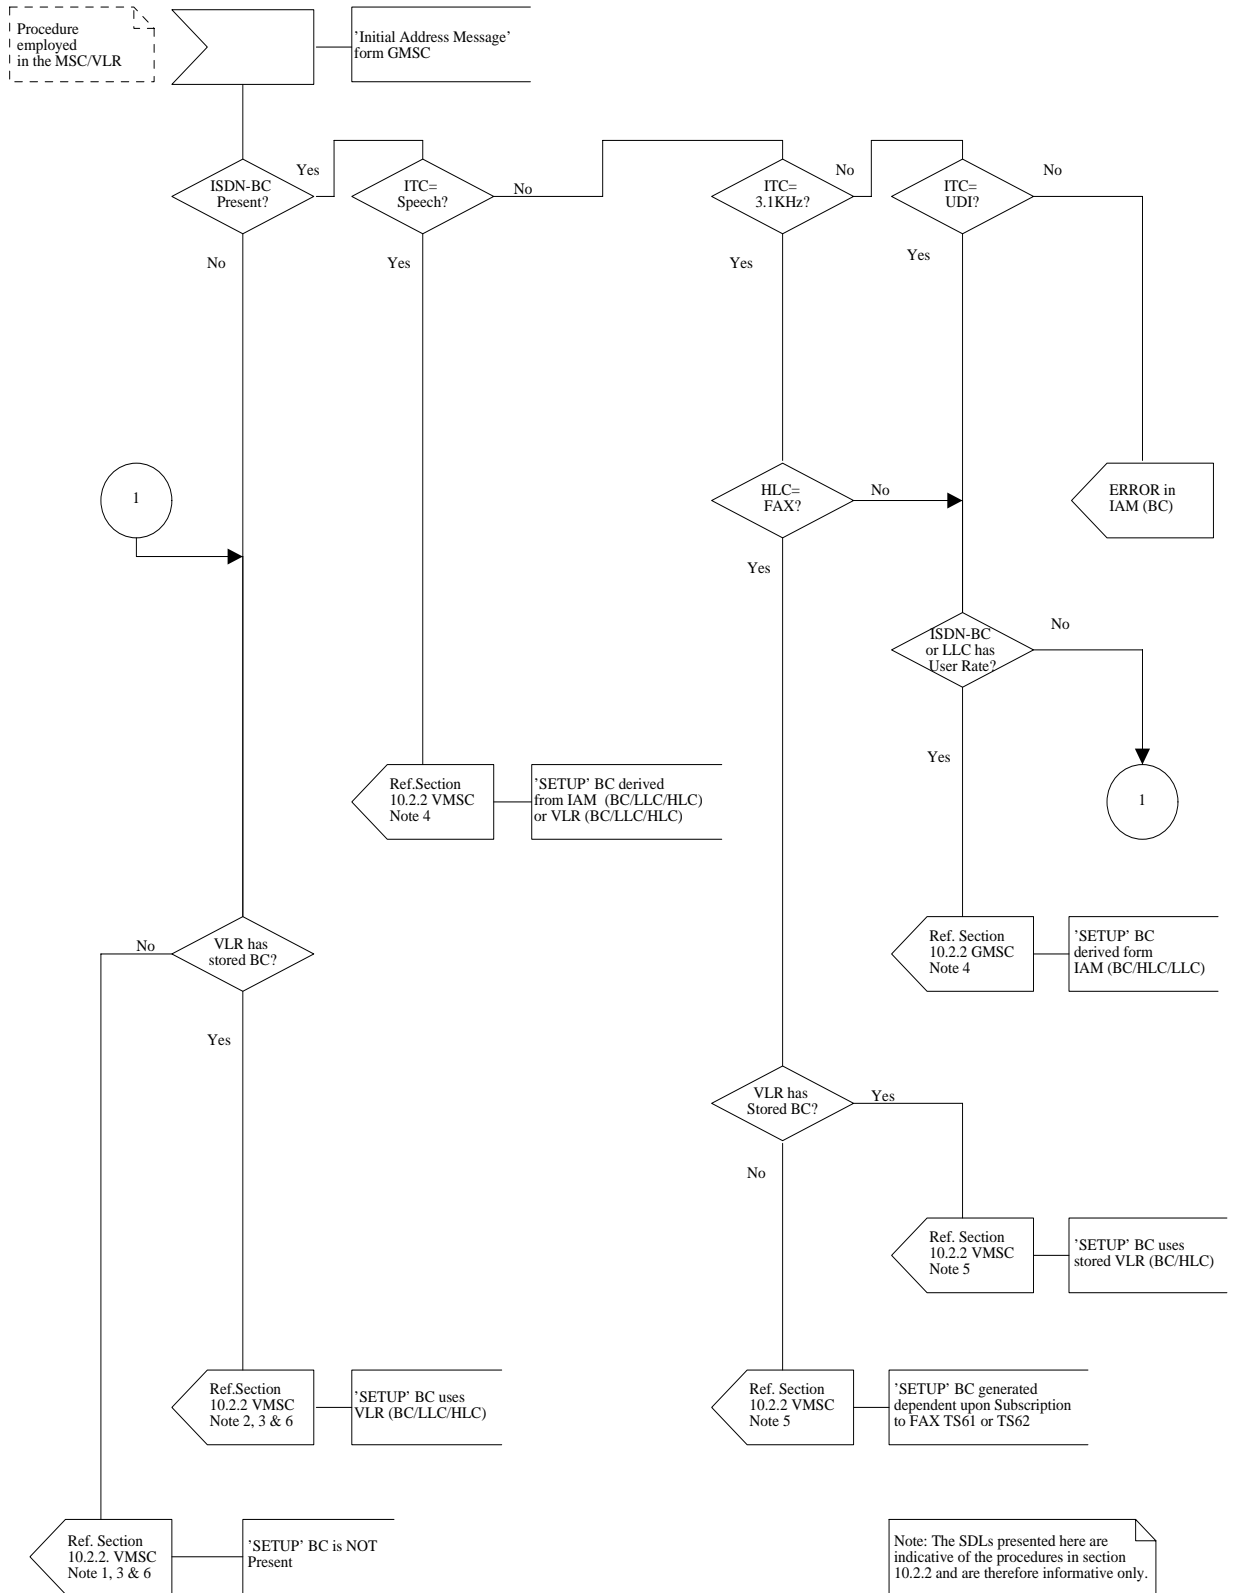 Procedure
employed
in the MSC/VLR
'Initial Address Message'
form GMSC
ISDN-BC
Present?
Yes
ITC=
Speech?
No
ITC=
3.1KHz?
No
ITC=
UDI?
No
No
Yes
Yes
Yes
1
HLC=
FAX?
No
ERROR in
IAM (BC)
Yes
ISDN-BC
or LLC has
User Rate?
No
Yes
Ref.Section
10.2.2 VMSC
Note 4
'SETUP' BC derived
from IAM (BC/LLC/HLC)
or VLR (BC/LLC/HLC)
1
VLR has
stored BC?
No
Yes
Ref. Section
10.2.2 GMSC
Note 4
'SETUP' BC
derived form
IAM (BC/HLC/LLC)
VLR has
Stored BC?
Yes
No
Ref. Section
10.2.2 VMSC
Note 5
'SETUP' BC uses
stored VLR (BC/HLC)
Ref.Section
10.2.2 VMSC
Note 2, 3 & 6
'SETUP' BC uses
VLR (BC/LLC/HLC)
Ref. Section
10.2.2 VMSC
Note 5
'SETUP' BC generated
dependent upon Subscription
to FAX TS61 or TS62
Ref. Section
10.2.2. VMSC
Note 1, 3 & 6
'SETUP' BC is NOT
Present
Note: The SDLs presented here are
indicative of the procedures in section
10.2.2 and are therefore informative only.